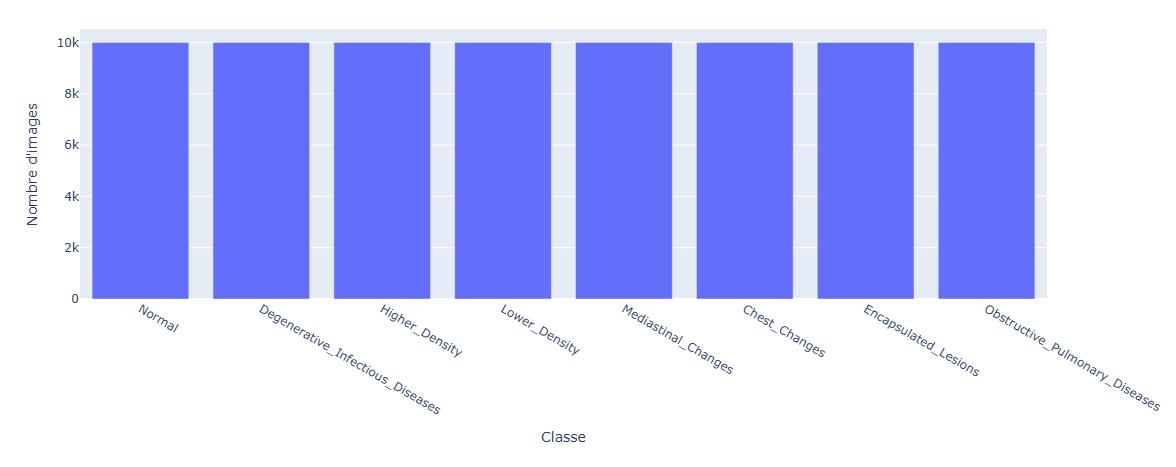 Nombre d'images
10k
8k
6k
4k
2k
0
Normal
Degenerative_Infectious_Diseases
Higher_Density
Lower_Density
Mediastinal_Changes
Chest_Changes
Encapsulated_Lesions
Obstructive_Pulmonary_Diseases
Classe